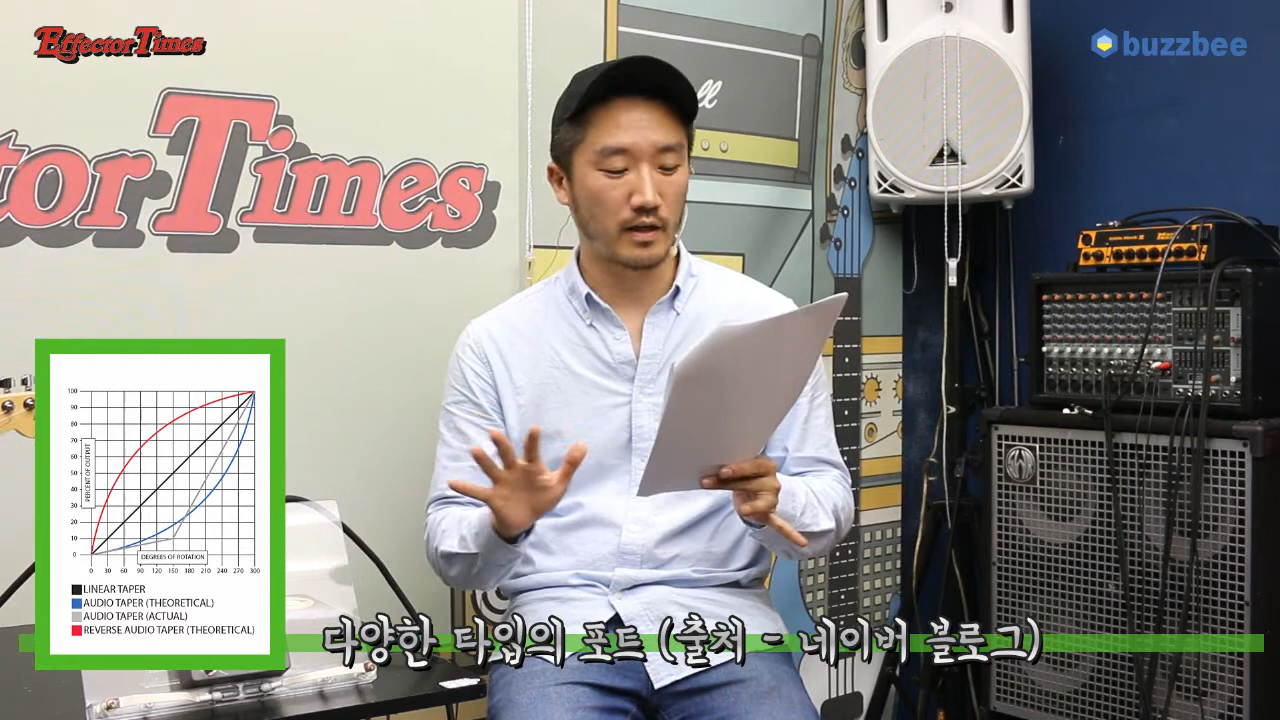 Effector Times
buzzbee
ctor Times
ll
100
90
80
70
60
50
40
30
20
10
0
PERCENT OF OUTPUT
DEGREES OF ROTATION
0 30 60 90 120 150 180 210 240 270 300
LINEAR TAPER
AUDIO TAPER (THEORETICAL)
AUDIO TAPER (ACTUAL)
REVERSE AUDIO TAPER (THEORETICAL)
다양한 타입의 포트 (출처 - 네이버 블로그)